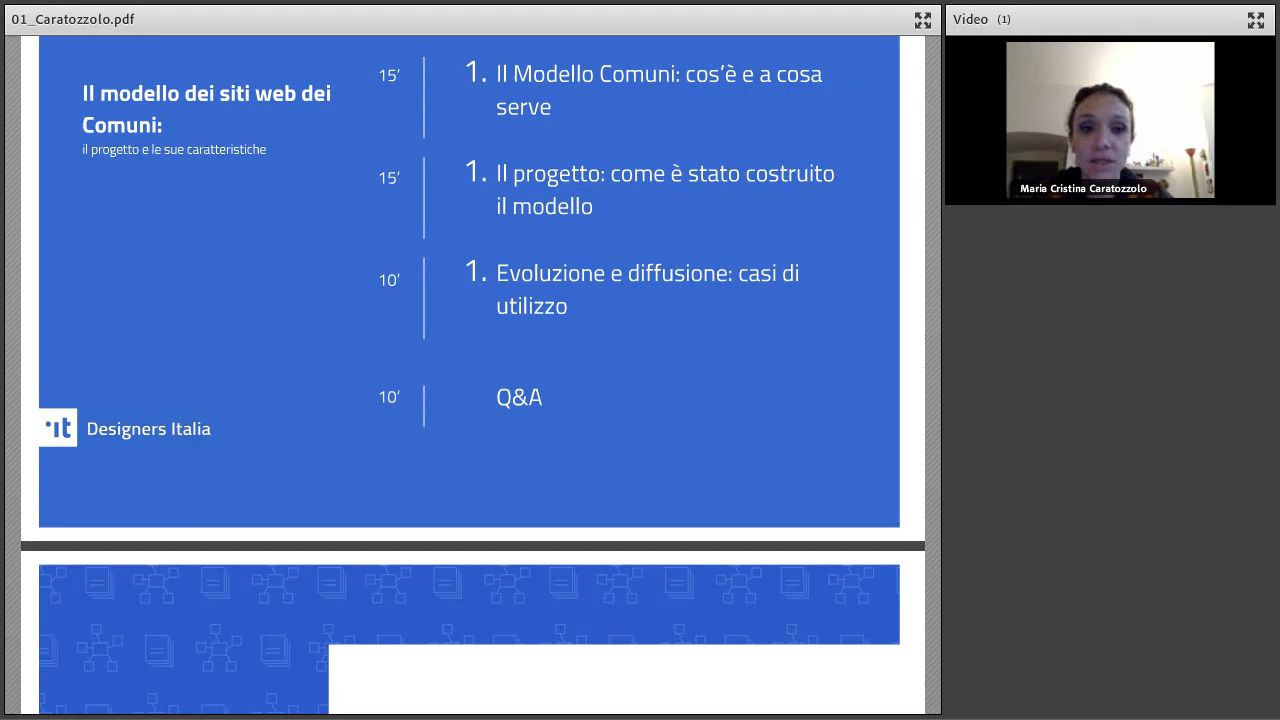 01_Caratozzolo.pdf
Video (1)
Il modello dei siti web dei
Comuni:
il progetto e le sue caratteristiche
15’
1. Il Modello Comuni: cos’è e a cosa
serve
15’
1. Il progetto: come è stato costruito
il modello
10’
1. Evoluzione e diffusione: casi di
utilizzo
10’
Q&A
.it Designers Italia
Maria Cristina Caratozzolo